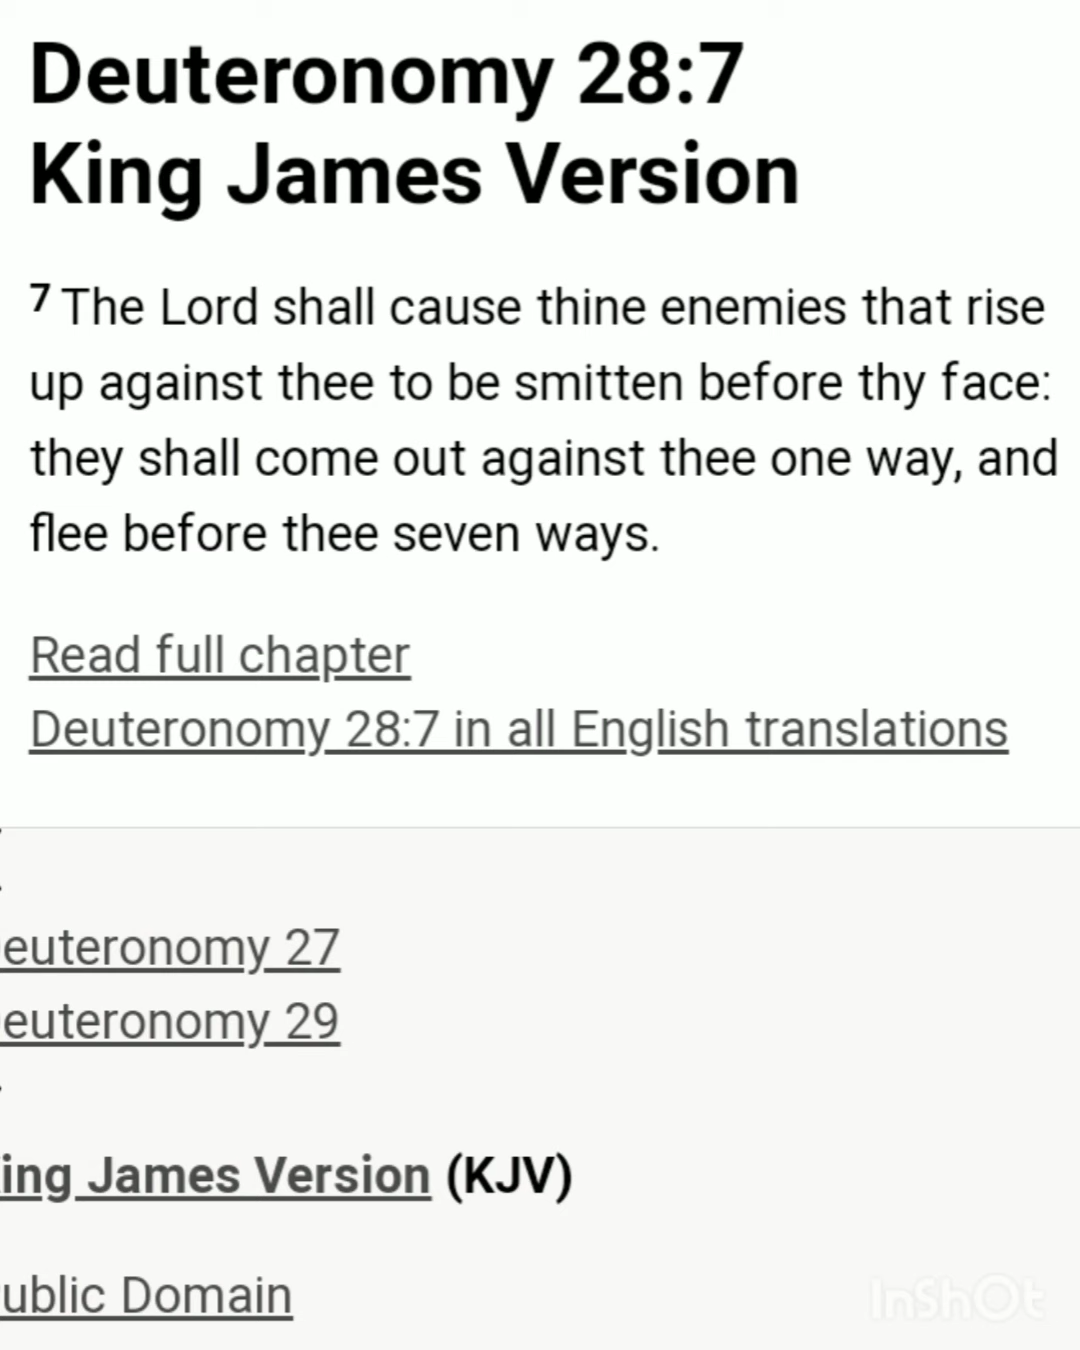 Deuteronomy 28:7
King James Version
7 The Lord shall cause thine enemies that rise
up against thee to be smitten before thy face:
they shall come out against thee one way, and
flee before thee seven ways.
Read full chapter
Deuteronomy 28:7 in all English translations
euteronomy 27
euteronomy 29
ing James Version (KJV)
ublic Domain
InShOt